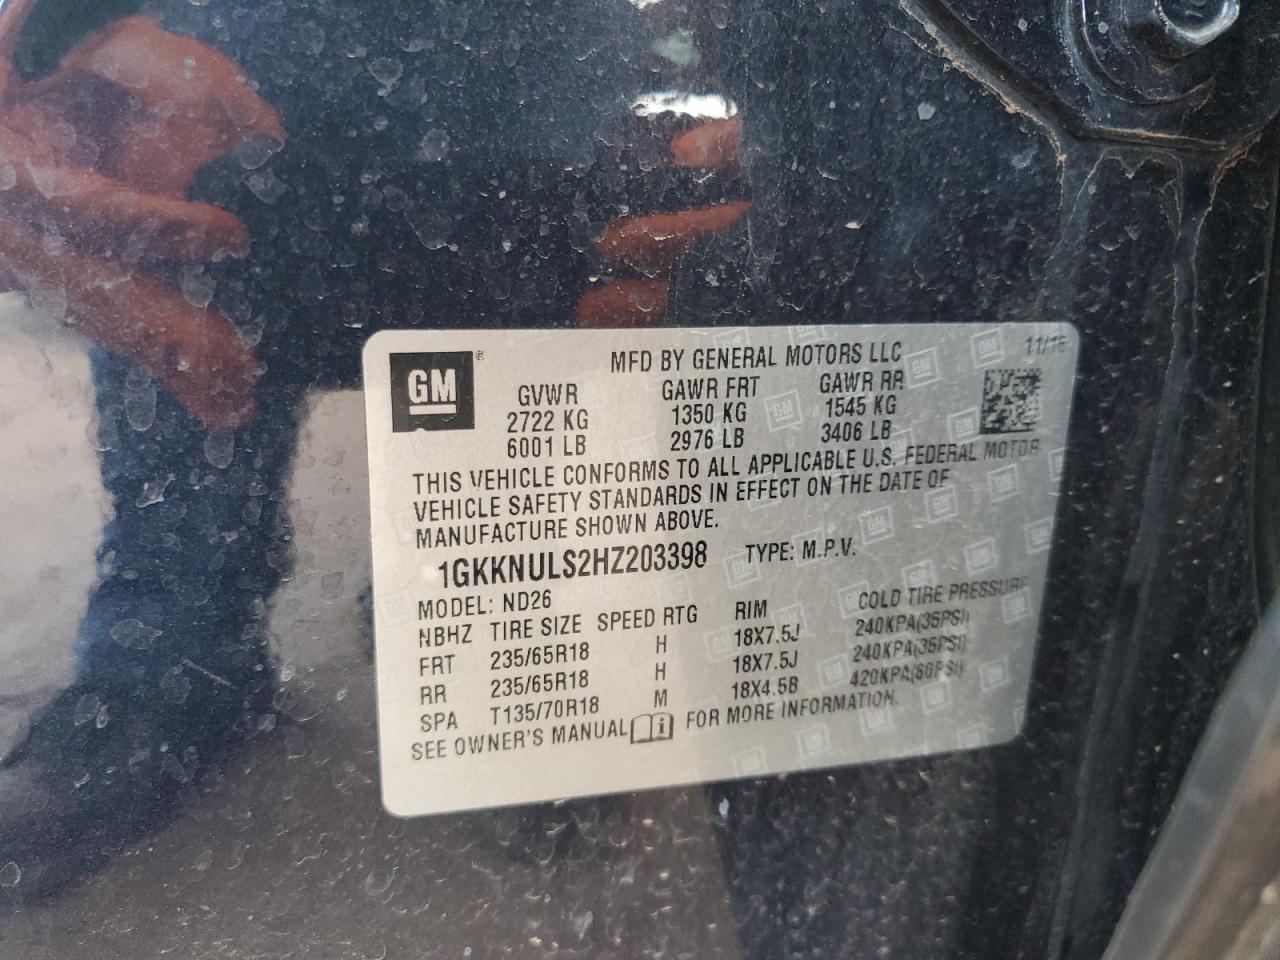 GM
MFD BY GENERAL MOTORS LLC 11/16
GVWR GAWR FRT GAWR RR
2722 KG 1350 KG 1545 KG
6001 LB 2976 LB 3406 LB
THIS VEHICLE CONFORMS TO ALL APPLICABLE U.S. FEDERAL MOTOR
VEHICLE SAFETY STANDARDS IN EFFECT ON THE DATE OF
MANUFACTURE SHOWN ABOVE.
1GKKNULS2HZ203398 TYPE: M.P.V.
MODEL: ND26
NBHZ TIRE SIZE SPEED RTG RIM COLD TIRE PRESSURE
FRT 235/65R18 H 18X7.5J 240KPA(35PSI)
RR 235/65R18 H 18X7.5J 240KPA(35PSI)
SPA T135/70R18 M 18X4.5B 420KPA(60PSI)
SEE OWNER'S MANUAL FOR MORE INFORMATION.